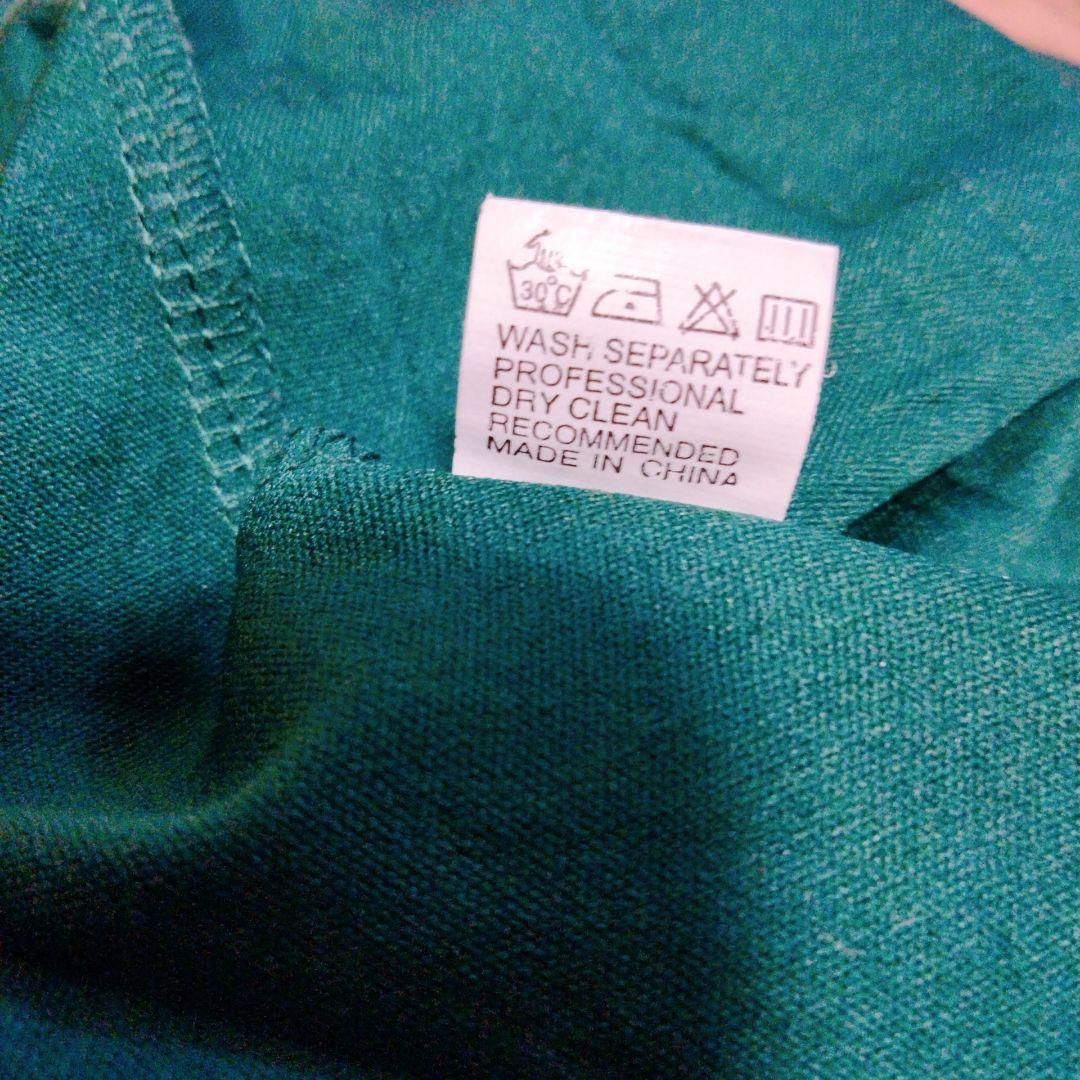 30°C
WASH SEPARATELY
PROFESSIONAL
DRY CLEAN
RECOMMENDED
MADE IN CHINA